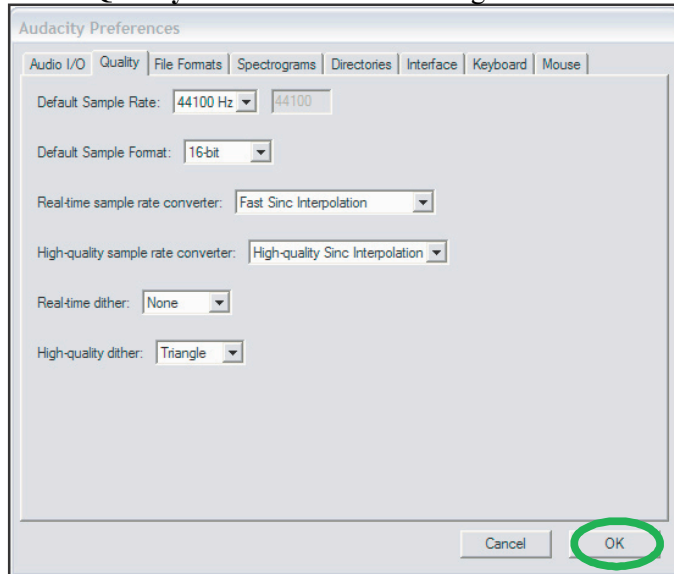 Audacity Preferences
Audio I/O Quality File Formats Spectrograms Directories Interface Keyboard Mouse
Default Sample Rate: 44100 Hz 44100
Default Sample Format: 16-bit
Real-time sample rate converter: Fast Sinc Interpolation
High-quality sample rate converter: High-quality Sinc Interpolation
Real-time dither: None
High-quality dither: Triangle
Cancel OK